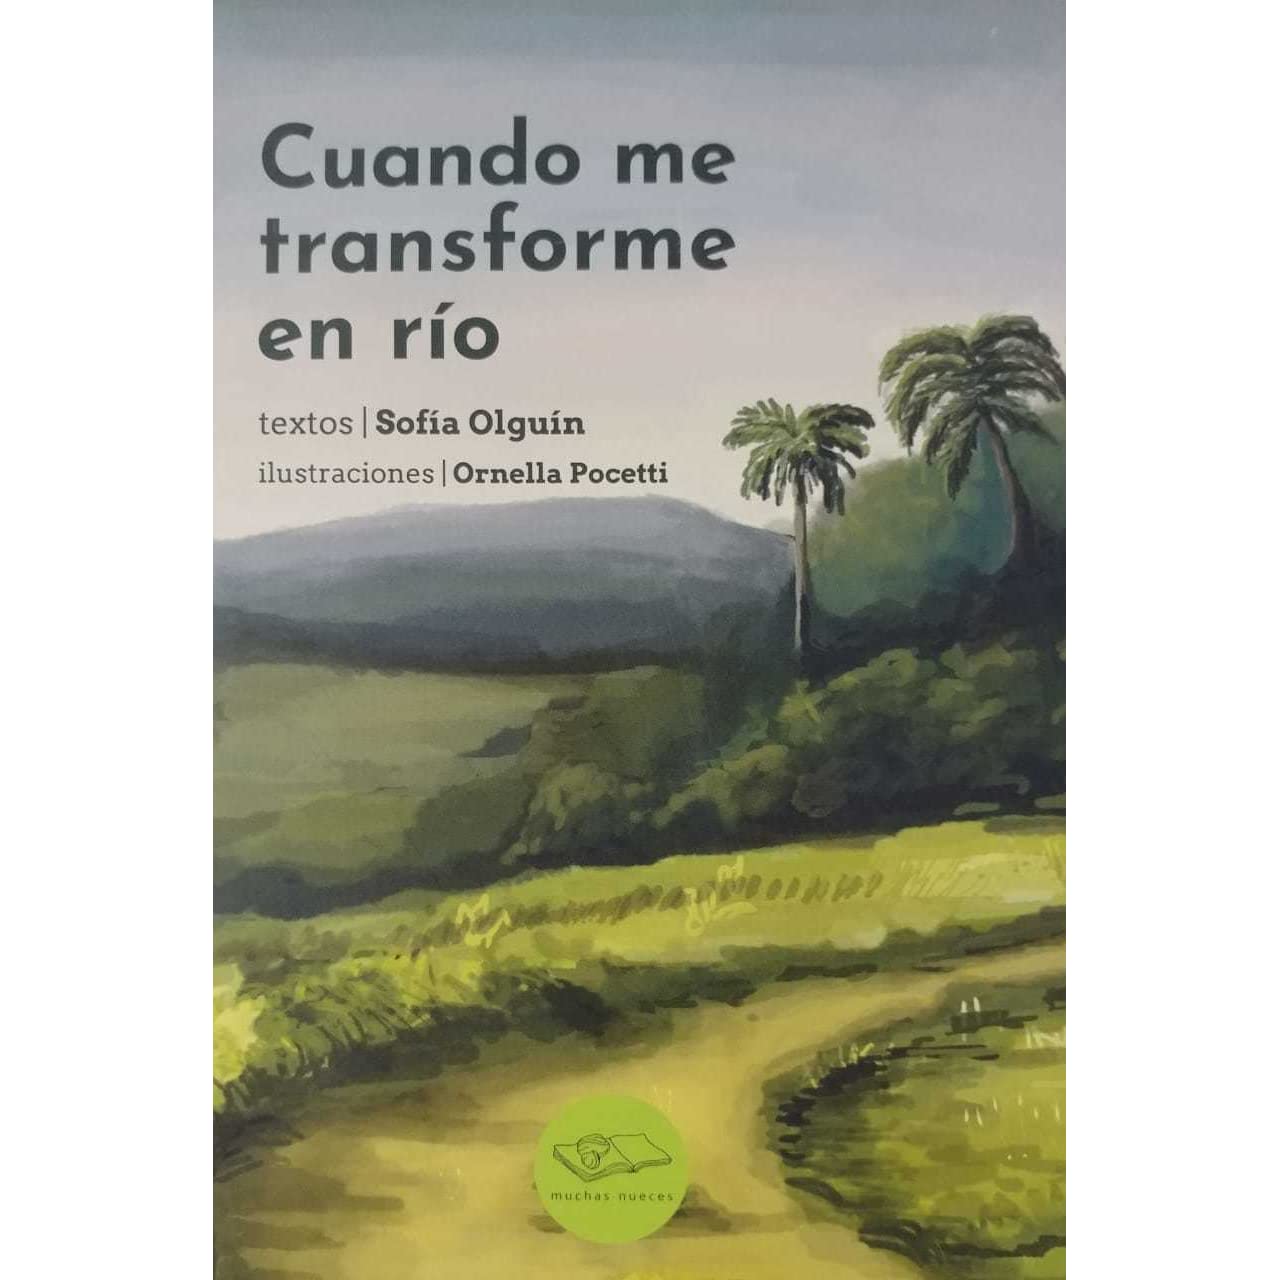 Cuando me
transforme
en río
textos | Sofía Olguín
ilustraciones | Ornella Pocetti
muchas nueces